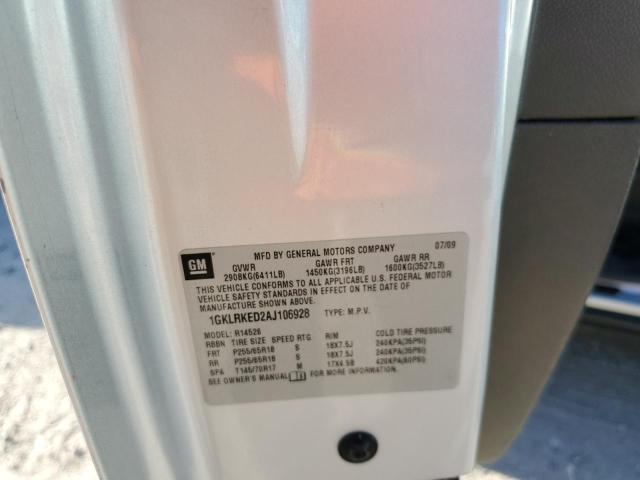 GM
MFD BY GENERAL MOTORS COMPANY 07/09
GVWR GAWR FRT GAWR RR
2908KG(6411LB) 1450KG(3196LB) 1600KG(3527LB)
THIS VEHICLE CONFORMS TO ALL APPLICABLE U.S. FEDERAL MOTOR
VEHICLE SAFETY STANDARDS IN EFFECT ON THE DATE OF
MANUFACTURE SHOWN ABOVE.
1GKLRKED2AJ106928 TYPE: M.P.V.
MODEL: R14526
RBBN TIRE SIZE SPEED RTG RIM COLD TIRE PRESSURE
FRT P255/65R18 S 18X7.5J 240KPA(35PSI)
RR P255/65R18 S 18X7.5J 240KPA(35PSI)
SPA T145/70R17 M 17X4.5B 420KPA(60PSI)
SEE OWNER'S MANUAL FOR MORE INFORMATION.